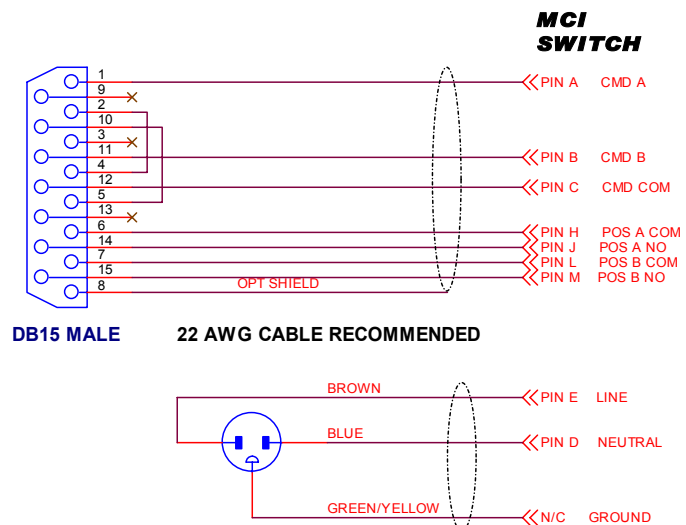 MCI
SWITCH
1
PIN A CMD A
9
2
10
3
11
PIN B CMD B
4
12
PIN C CMD COM
5
13
6
PIN H POS A COM
14
PIN J POS A NO
7
PIN L POS B COM
15
PIN M POS B NO
8
OPT SHIELD
DB15 MALE 22 AWG CABLE RECOMMENDED
BROWN
PIN E LINE
BLUE
PIN D NEUTRAL
GREEN/YELLOW
N/C GROUND